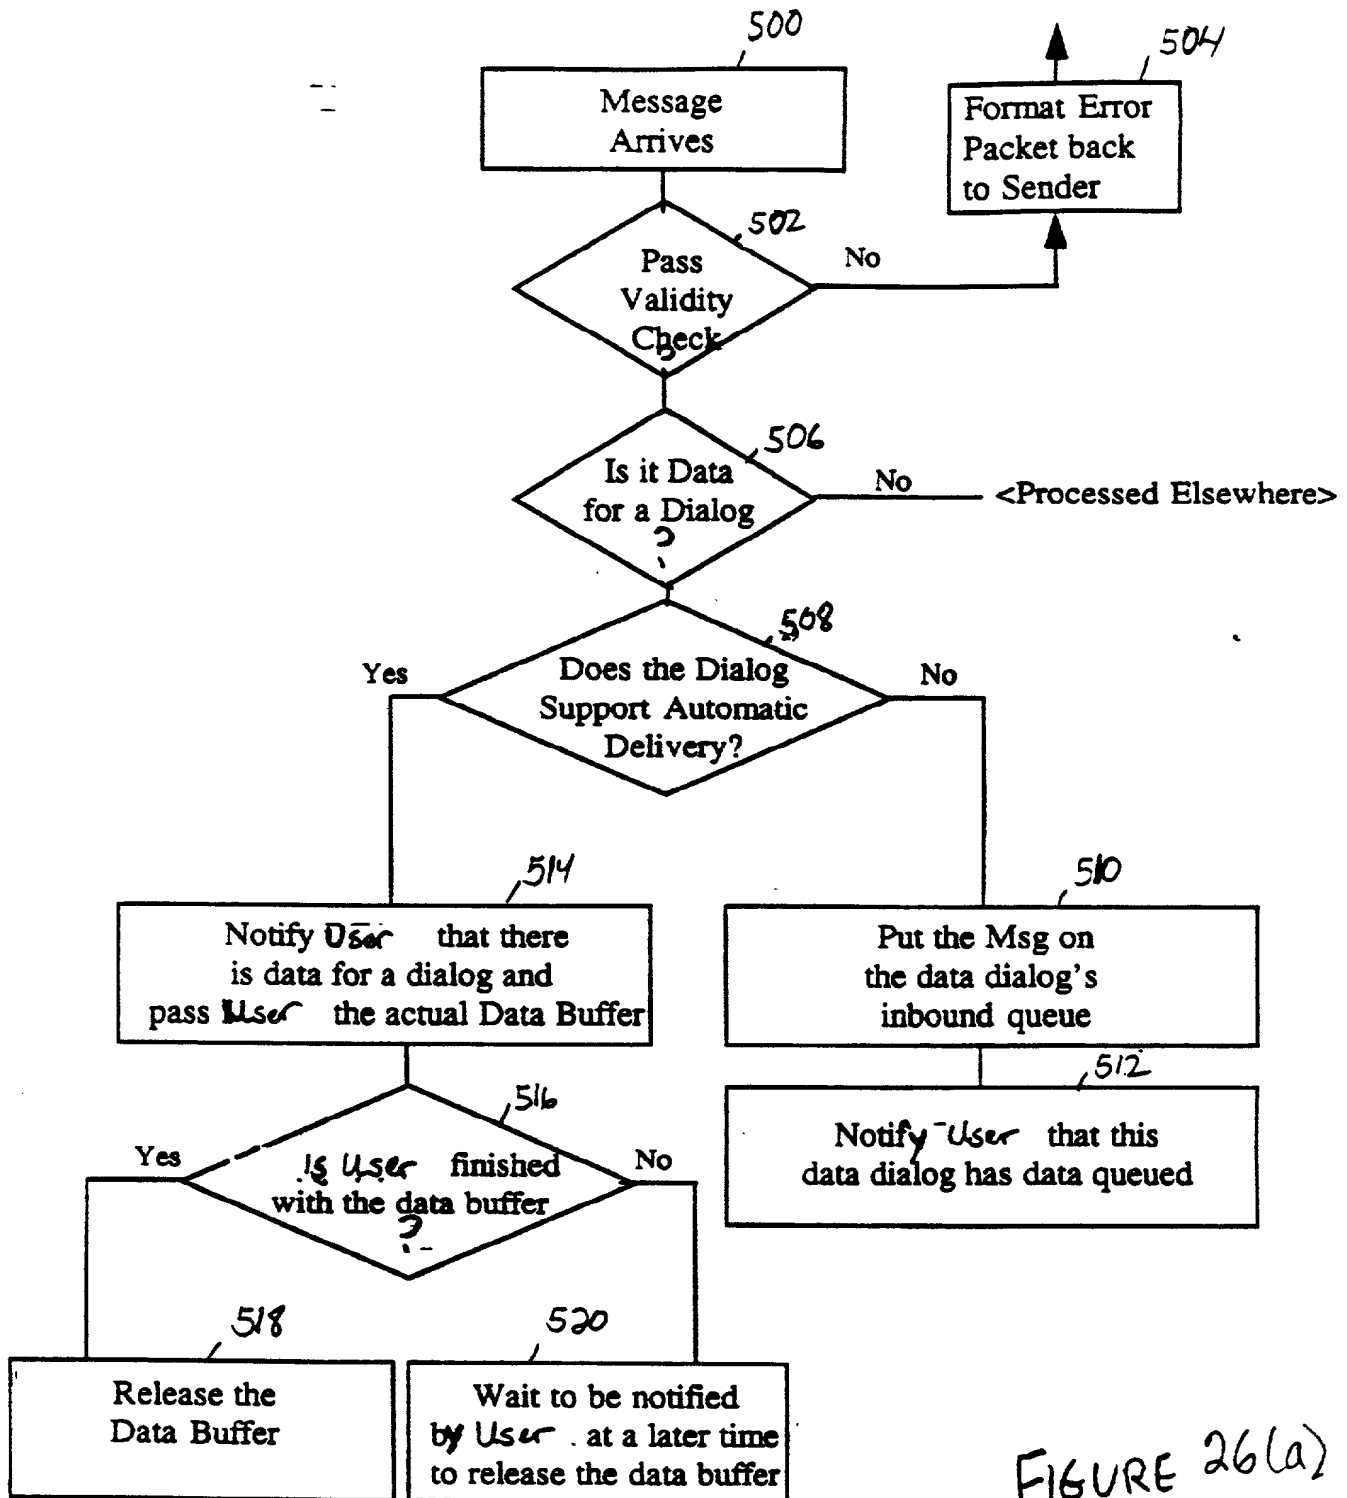 500
Message
Arrives
504
Format Error
Packet back
to Sender
502
Pass
Validity
Check
?
No
506
Is it Data
for a Dialog
?
No
<Processed Elsewhere>
508
Does the Dialog
Support Automatic
Delivery?
Yes
No
514
Notify User that there
is data for a dialog and
pass User the actual Data Buffer
510
Put the Msg on
the data dialog's
inbound queue
512
Notify User that this
data dialog has data queued
516
is User finished
with the data buffer
?
Yes
No
518
Release the
Data Buffer
520
Wait to be notified
by User. at a later time
to release the data buffer
FIGURE 26(a)